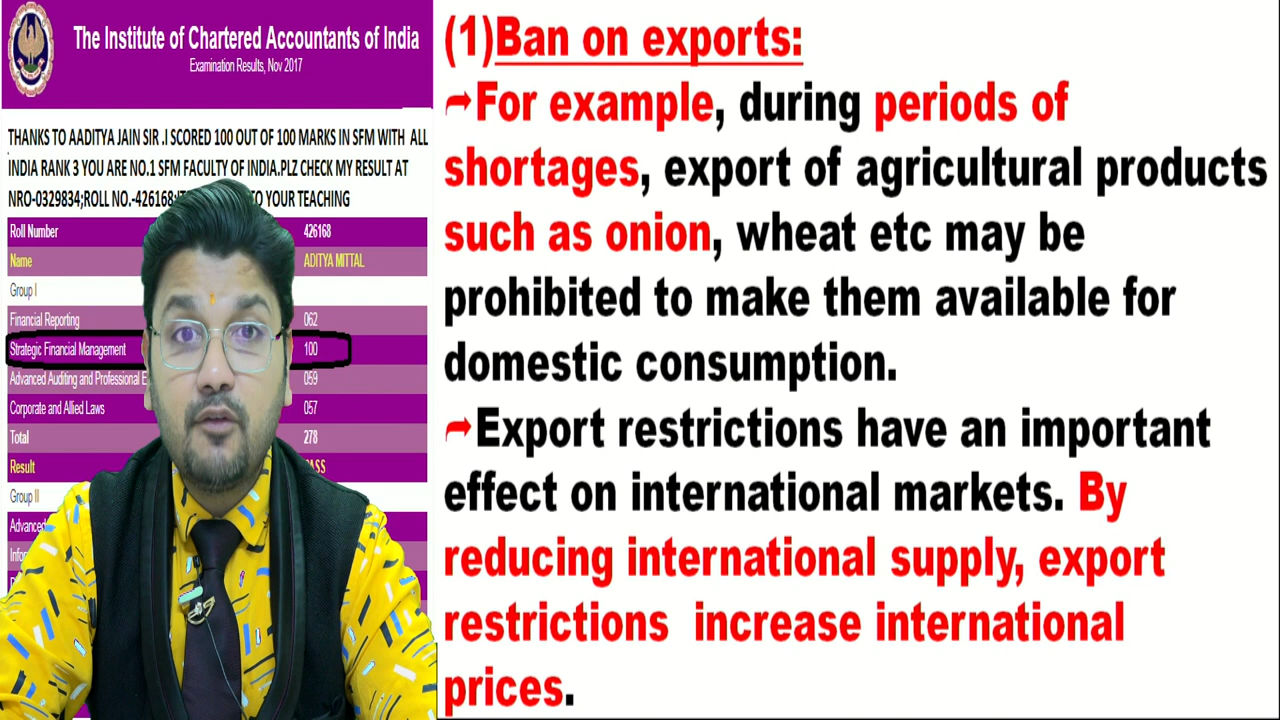 The Institute of Chartered Accountants of India
Examination Results, Nov 2017
THANKS TO AADITYA JAIN SIR .I SCORED 100 OUT OF 100 MARKS IN SFM WITH ALL
INDIA RANK 3 YOU ARE NO.1 SFM FACULTY OF INDIA.PLZ CHECK MY RESULT AT
NRO-0329834;ROLL NO.-426168 TO YOUR TEACHING
Roll Number 426168
Name ADITYA MITTAL
Group I
Financial Reporting 062
Strategic Financial Management 100
Advanced Auditing and Professional E 059
Corporate and Allied Laws 057
Total 278
Result PASS
Group II
Advanced
(1)Ban on exports:
➦For example, during periods of
shortages, export of agricultural products
such as onion, wheat etc may be
prohibited to make them available for
domestic consumption.
➦Export restrictions have an important
effect on international markets. By
reducing international supply, export
restrictions increase international
prices.